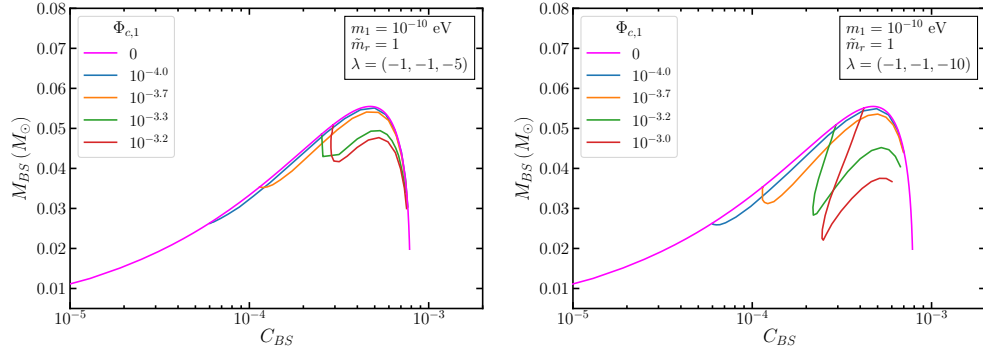 0.08
0.07
0.06
0.05
0.04
0.03
0.02
0.01
M_{BS} (M_⊙)
Φ_{c,1}
0
10^{-4.0}
10^{-3.7}
10^{-3.3}
10^{-3.2}
m_1 = 10^{-10} eV
m̃_r = 1
λ = (-1, -1, -5)
10^{-5}
10^{-4}
10^{-3}
C_{BS}
0.08
0.07
0.06
0.05
0.04
0.03
0.02
0.01
M_{BS} (M_⊙)
Φ_{c,1}
0
10^{-4.0}
10^{-3.7}
10^{-3.2}
10^{-3.0}
m_1 = 10^{-10} eV
m̃_r = 1
λ = (-1, -1, -10)
10^{-5}
10^{-4}
10^{-3}
C_{BS}